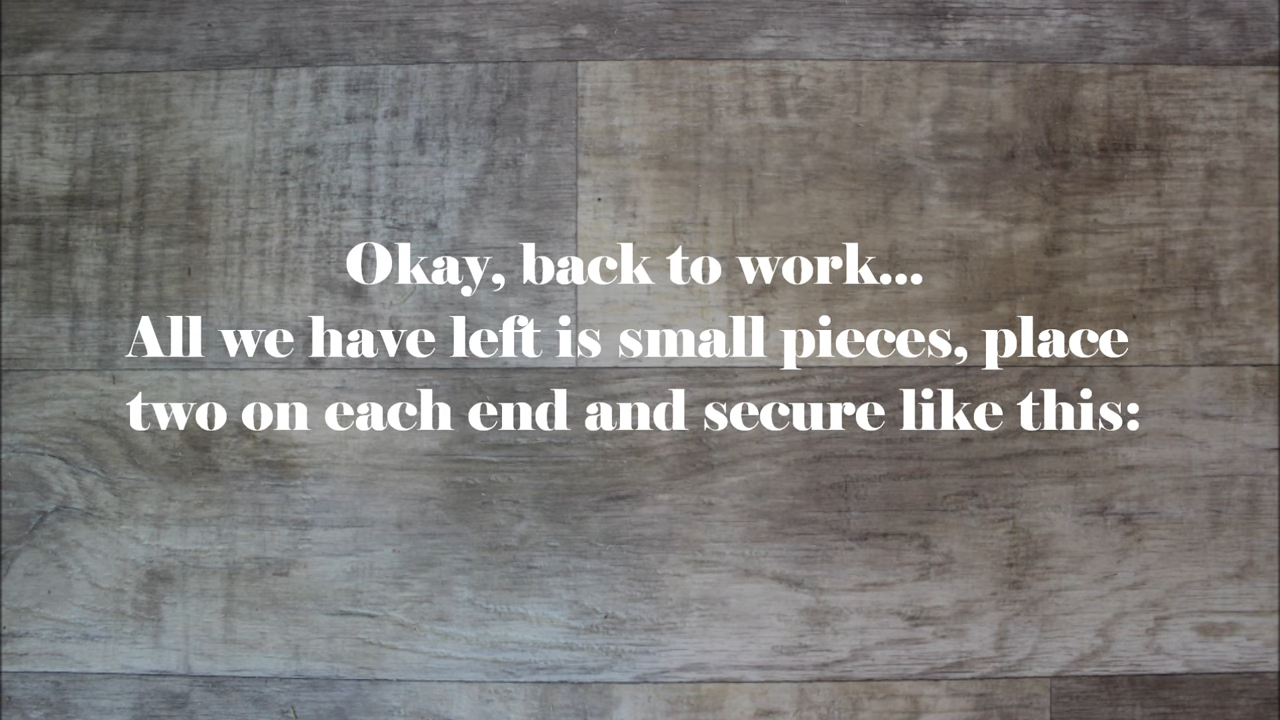 Okay, back to work...
All we have left is small pieces, place
two on each end and secure like this: